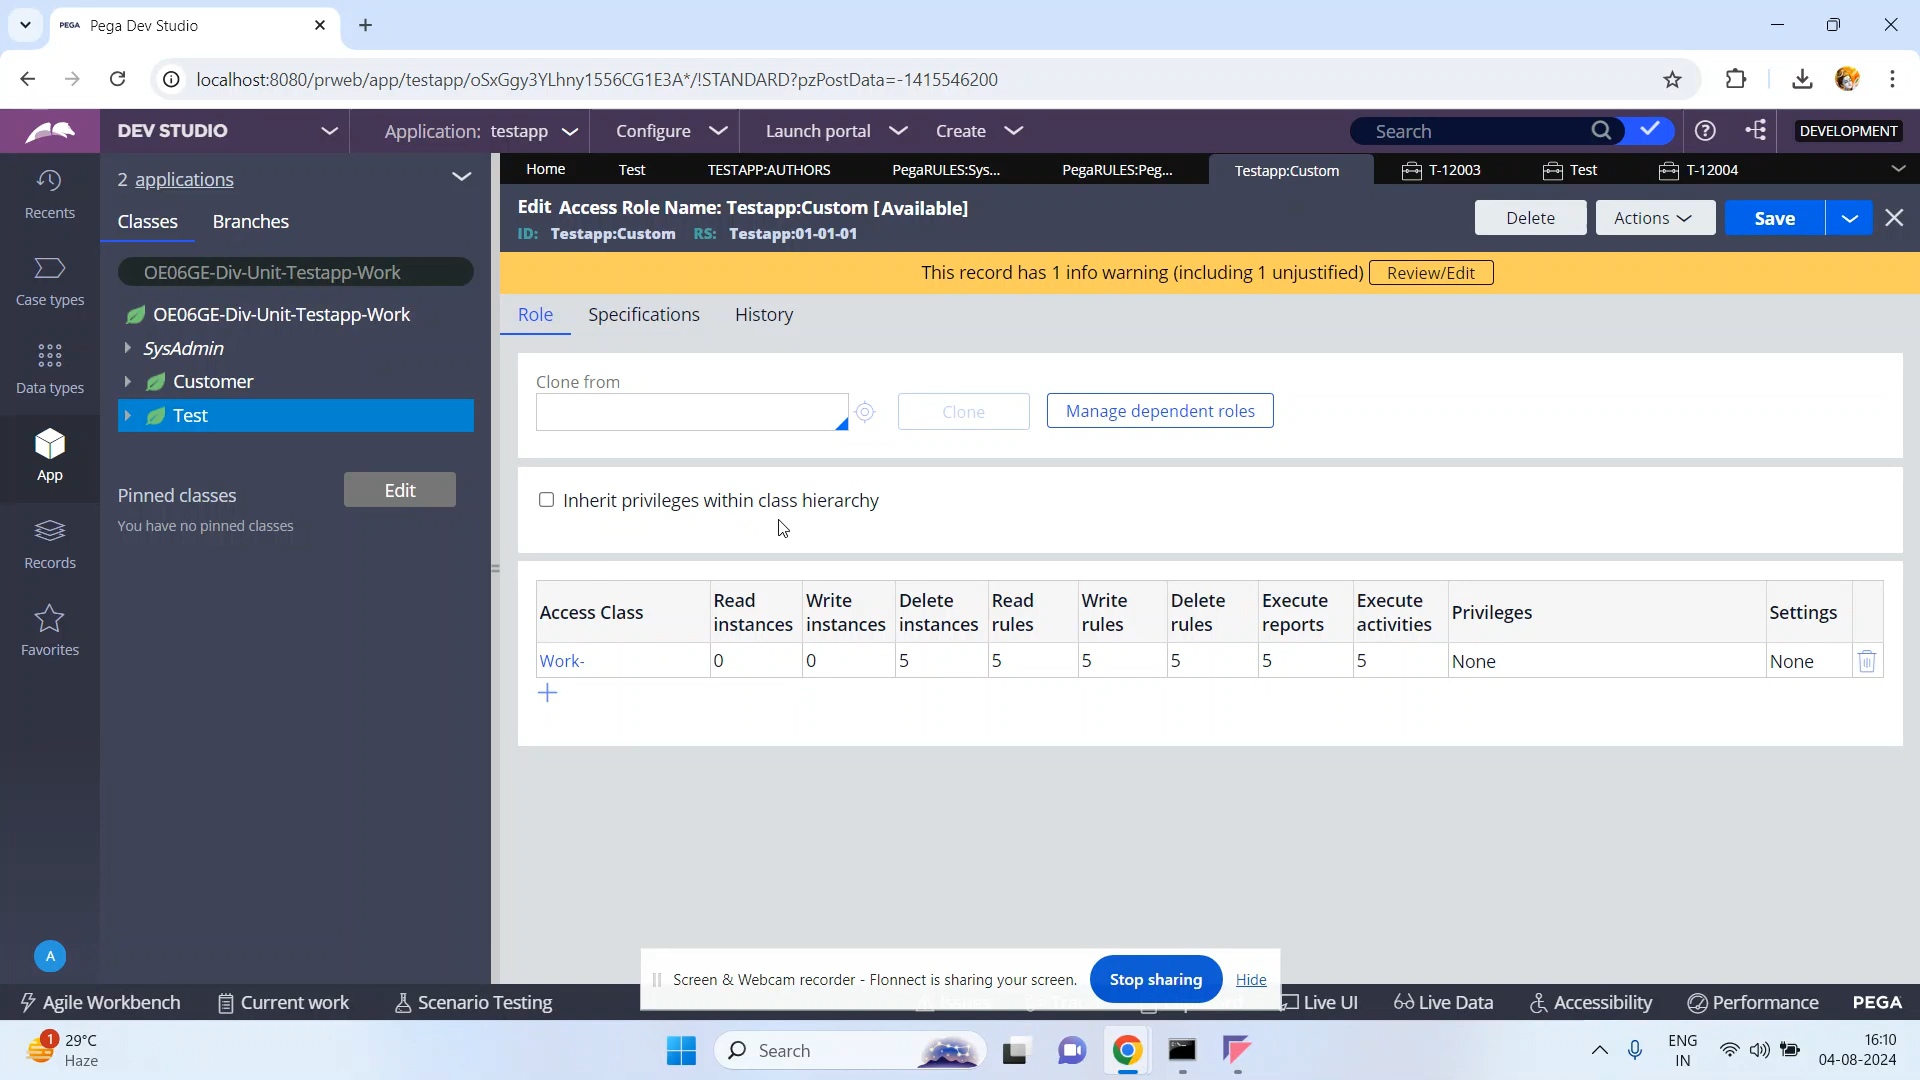 PEGA Pega Dev Studio
localhost:8080/prweb/app/testapp/oSxGgy3YLhny1556CG1E3A*/!STANDARD?pzPostData=-1415546200
DEV STUDIO
Application: testapp
Configure
Launch portal
Create
Search
DEVELOPMENT
Recents
Case types
Data types
App
Records
Favorites
A
2 applications
Classes
Branches
OE06GE-Div-Unit-Testapp-Work
OE06GE-Div-Unit-Testapp-Work
SysAdmin
Customer
Test
Pinned classes
Edit
You have no pinned classes
Home
Test
TESTAPP:AUTHORS
PegaRULES:Sys...
PegaRULES:Peg...
Testapp:Custom
T-12003
Test
T-12004
Edit Access Role Name: Testapp:Custom [Available]
ID: Testapp:Custom RS: Testapp:01-01-01
Delete
Actions
Save
This record has 1 info warning (including 1 unjustified) Review/Edit
Role
Specifications
History
Clone from
Clone
Manage dependent roles
Inherit privileges within class hierarchy
Access Class
Read instances
Write instances
Delete instances
Read rules
Write rules
Delete rules
Execute reports
Execute activities
Privileges
Settings
Work- 0 0 5 5 5 5 5 5 None None
Screen & Webcam recorder - Flonnect is sharing your screen.
Stop sharing
Hide
Agile Workbench
Current work
Scenario Testing
Live UI
Live Data
Accessibility
Performance
PEGA
1
29°C
Haze
Search
ENG
IN
16:10
04-08-2024